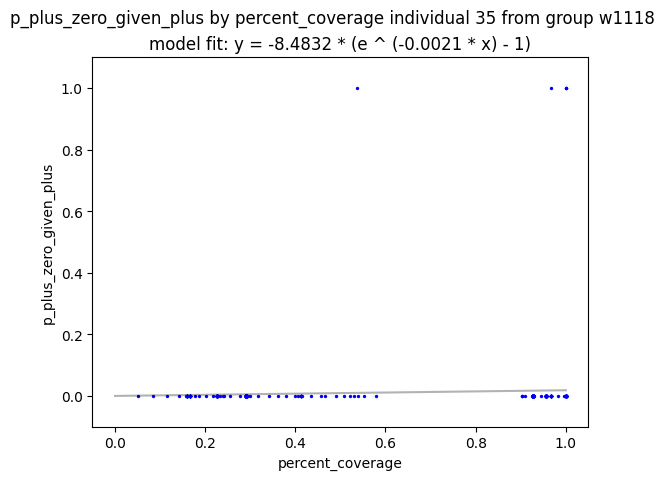 p_plus_zero_given_plus by percent_coverage individual 35 from group w1118
model fit: y = -8.4832 * (e ^ (-0.0021 * x) - 1)
1.0
0.8
0.6
0.4
0.2
0.0
p_plus_zero_given_plus
0.0 0.2 0.4 0.6 0.8 1.0
percent_coverage